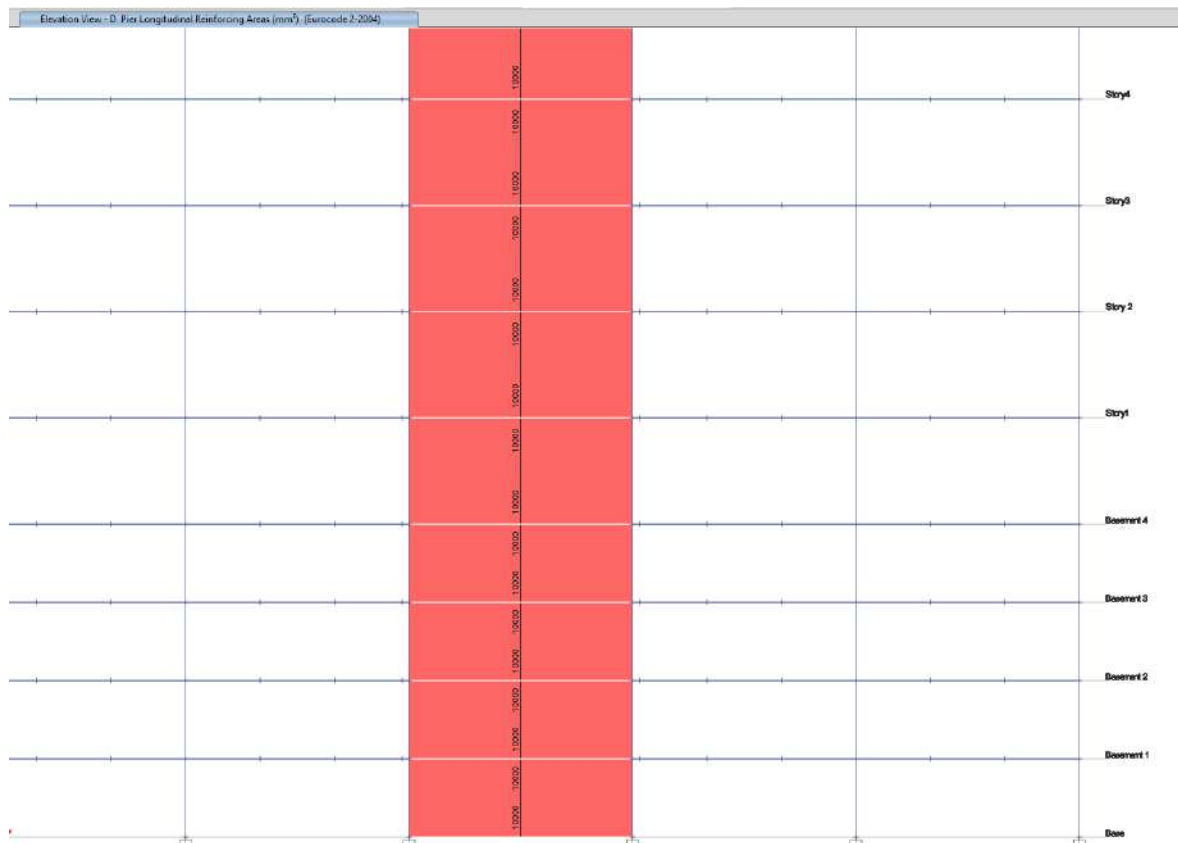 Elevation View - D Pier Longitudinal Reinforcing Areas (mm²) (Eurocode 2-2004)
10000
Story4
10000
10000
Story3
10000
10000
Story 2
10000
10000
Story1
10000
10000
Basement 4
10000
10000
Basement 3
10000
10000
Basement 2
10000
10000
Basement 1
10000
10000
Base